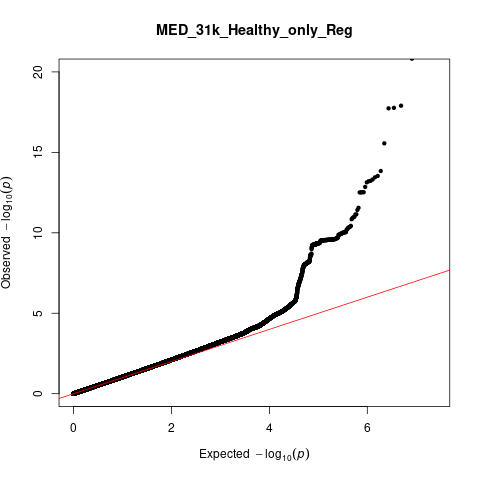 MED_31k_Healthy_only_Reg
Observed −log10(p)
20
15
10
5
0
0 2 4 6
Expected −log10(p)